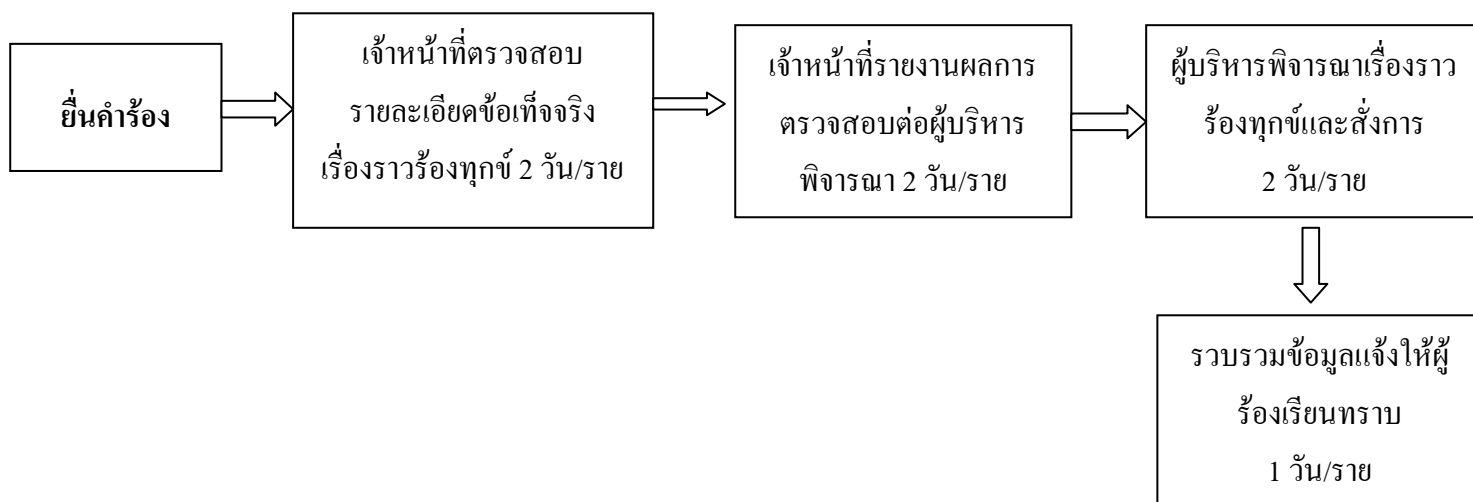 ยื่นคำร้อง
เจ้าหน้าที่ตรวจสอบ
รายละเอียดข้อเท็จจริง
เรื่องราวร้องทุกข์ 2 วัน/ราย
เจ้าหน้าที่รายงานผลการ
ตรวจสอบต่อผู้บริหาร
พิจารณา 2 วัน/ราย
ผู้บริหารพิจารณาเรื่องราว
ร้องทุกข์และสั่งการ
2 วัน/ราย
รวบรวมข้อมูลแจ้งให้ผู้
ร้องเรียนทราบ
1 วัน/ราย